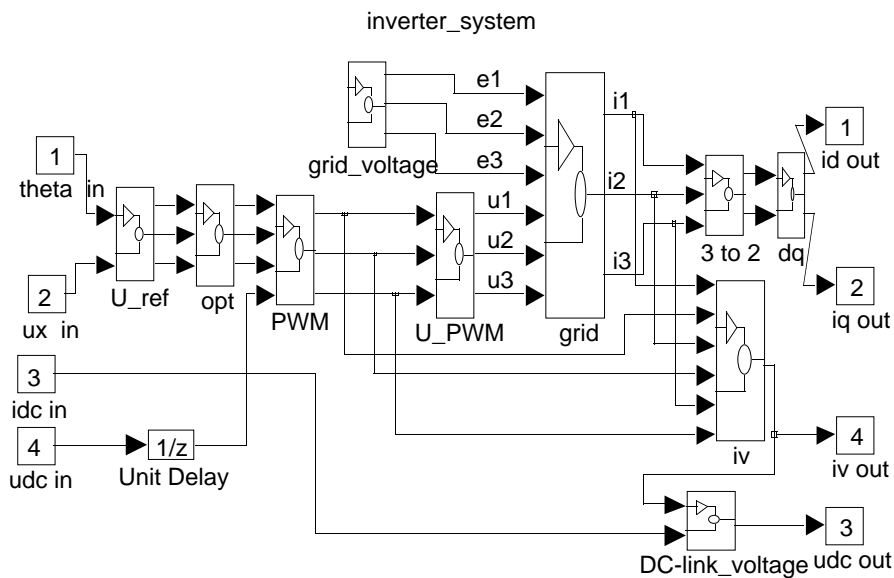 inverter_system
e1
e2
e3
grid_voltage
i1
i2
i3
1
id out
1
theta in
u1
u2
u3
3 to 2
dq
2
ux in
U_ref
opt
PWM
U_PWM
grid
2
iq out
3
idc in
4
udc in
1/z
Unit Delay
iv
4
iv out
DC-link_voltage
3
udc out